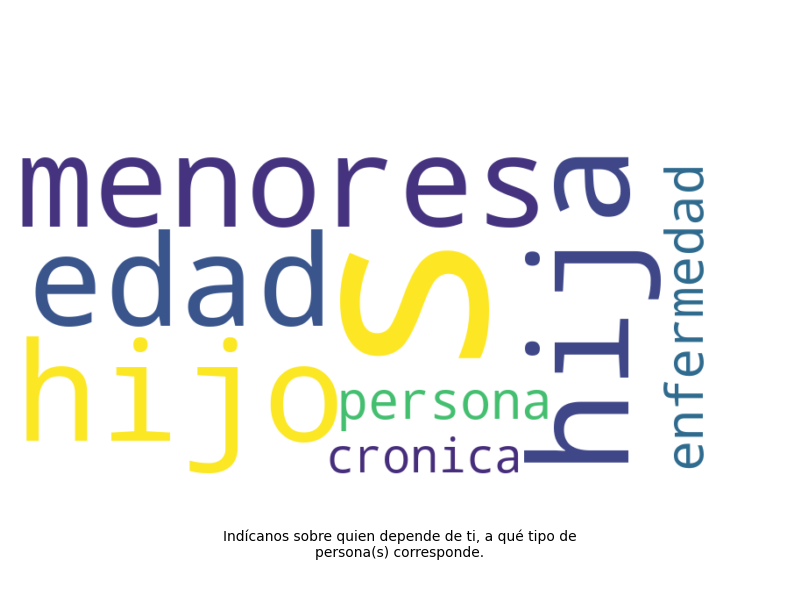 menores
edad
s
hijo
persona
cronica
hija
enfermedad
Indícanos sobre quien depende de ti, a qué tipo de
persona(s) corresponde.